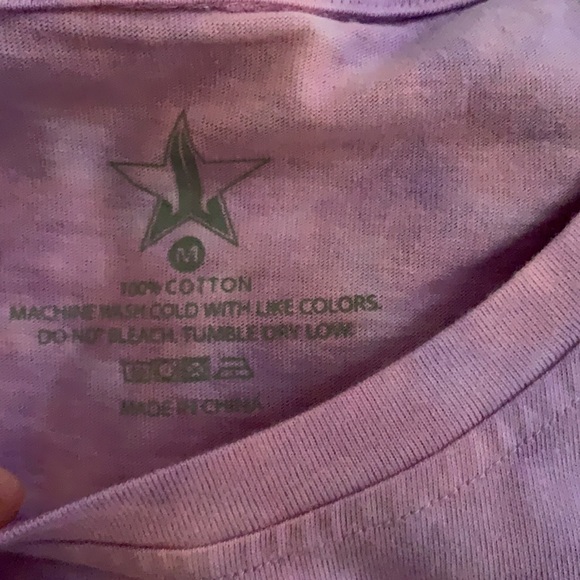 M
100% COTTON
MACHINE WASH COLD WITH LIKE COLORS.
DO NOT BLEACH. TUMBLE DRY LOW.
MADE IN CHINA